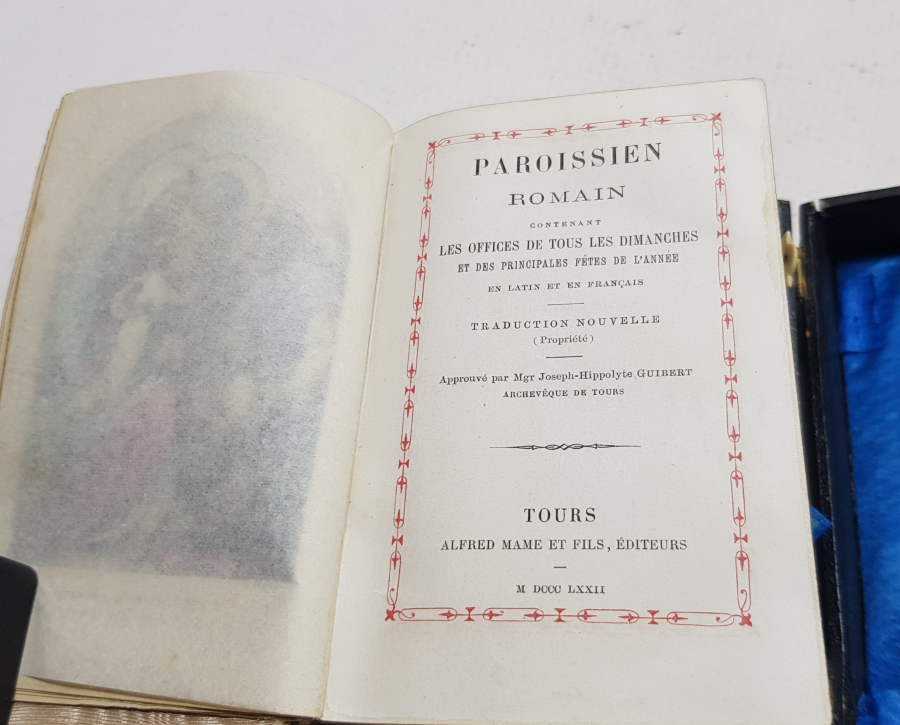 PAROISSIEN
ROMAIN
CONTENANT
LES OFFICES DE TOUS LES DIMANCHES
ET DES PRINCIPALES FÊTES DE L'ANNÉE
EN LATIN ET EN FRANÇAIS
TRADUCTION NOUVELLE
(Propriété)
Approuvé par Mgr Joseph-Hippolyte GUIBERT
ARCHEVÊQUE DE TOURS
TOURS
ALFRED MAME ET FILS, ÉDITEURS
M DCCC LXXII